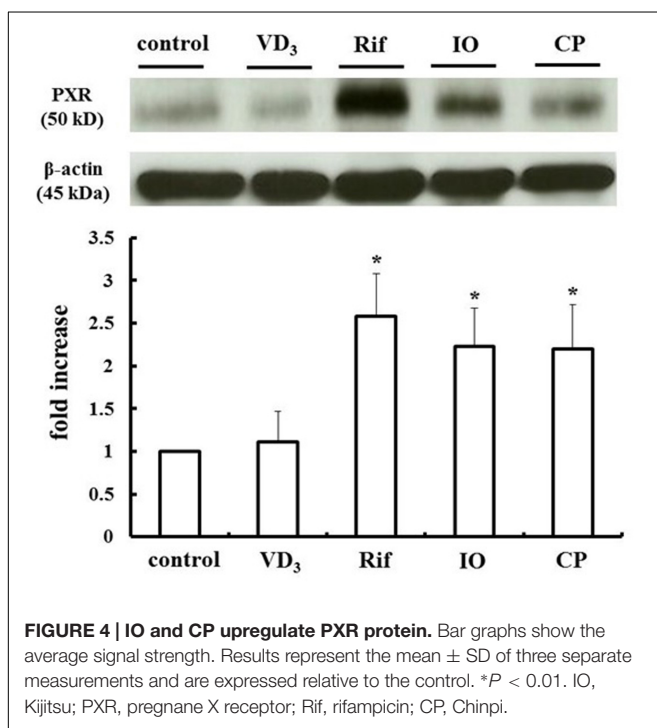 control VD₃ Rif IO CP
PXR
(50 kD)
β-actin
(45 kDa)
3.5
3
2.5
2
1.5
1
0.5
0
fold increase
* * *
control VD₃ Rif IO CP
FIGURE 4 | IO and CP upregulate PXR protein. Bar graphs show the
average signal strength. Results represent the mean ± SD of three separate
measurements and are expressed relative to the control. *P < 0.01. IO,
Kijitsu; PXR, pregnane X receptor; Rif, rifampicin; CP, Chinpi.